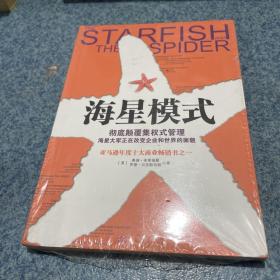 STARFISH
THE SPIDER
海星模式
彻底颠覆集权式管理
海星大军正在改变企业和世界的面貌
亚马逊年度十大商业畅销书之一